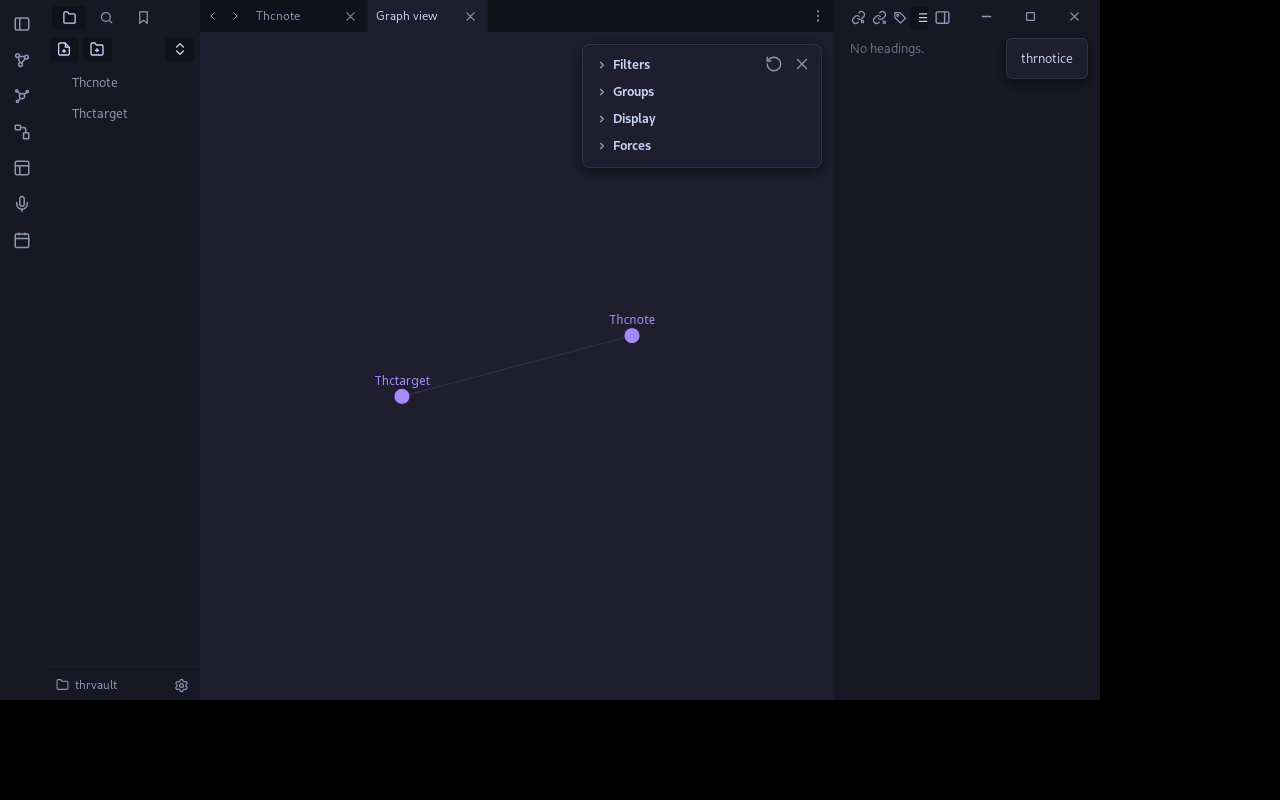 Thcnote
Graph view
Thcnote
Thctarget
Filters
Groups
Display
Forces
No headings.
thrnotice
Thcnote
Thctarget
thrvault